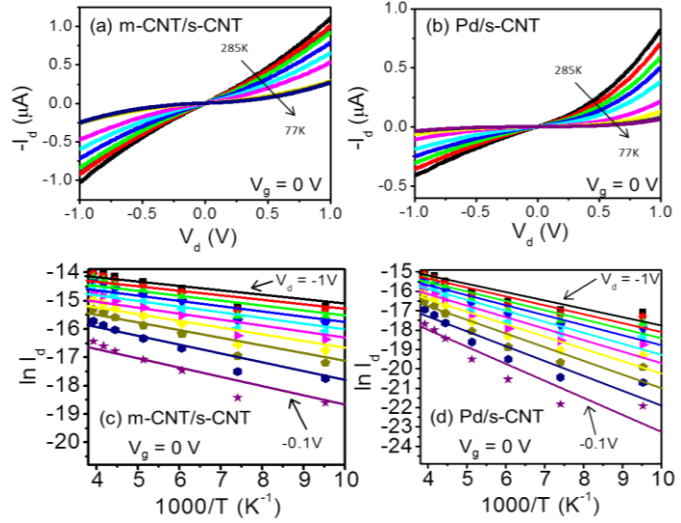 (a) m-CNT/s-CNT
285K
77K
V_g = 0 V
-I_d (μA)
1.0
0.5
0.0
-0.5
-1.0
-1.0 -0.5 0.0 0.5 1.0
V_d (V)
(b) Pd/s-CNT
285K
77K
V_g = 0 V
-I_d (μA)
1.0
0.5
0.0
-0.5
-1.0 -0.5 0.0 0.5 1.0
V_d (V)
-14
-15
-16
-17
-18
-19
-20
ln I_d
V_d = -1V
(c) m-CNT/s-CNT
-0.1V
V_g = 0 V
4 5 6 7 8 9 10
1000/T (K⁻¹)
-15
-16
-17
-18
-19
-20
-21
-22
-23
-24
ln I_d
V_d = -1V
(d) Pd/s-CNT
-0.1V
V_g = 0 V
4 5 6 7 8 9 10
1000/T (K⁻¹)